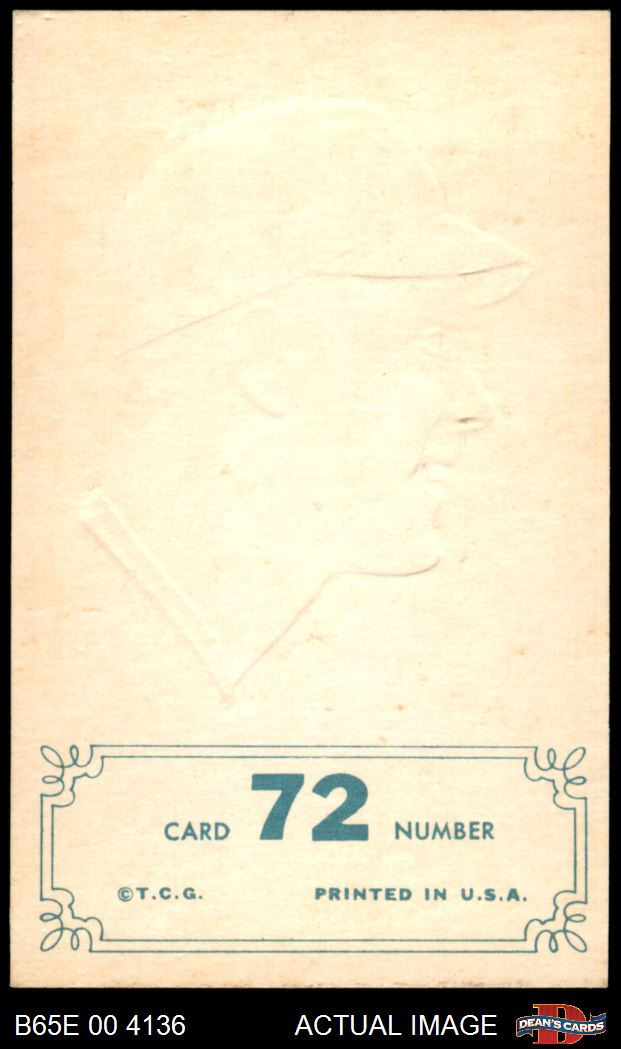 CARD 72 NUMBER
©T.C.G. PRINTED IN U.S.A.
B65E 00 4136 ACTUAL IMAGE DEAN'S CARDS